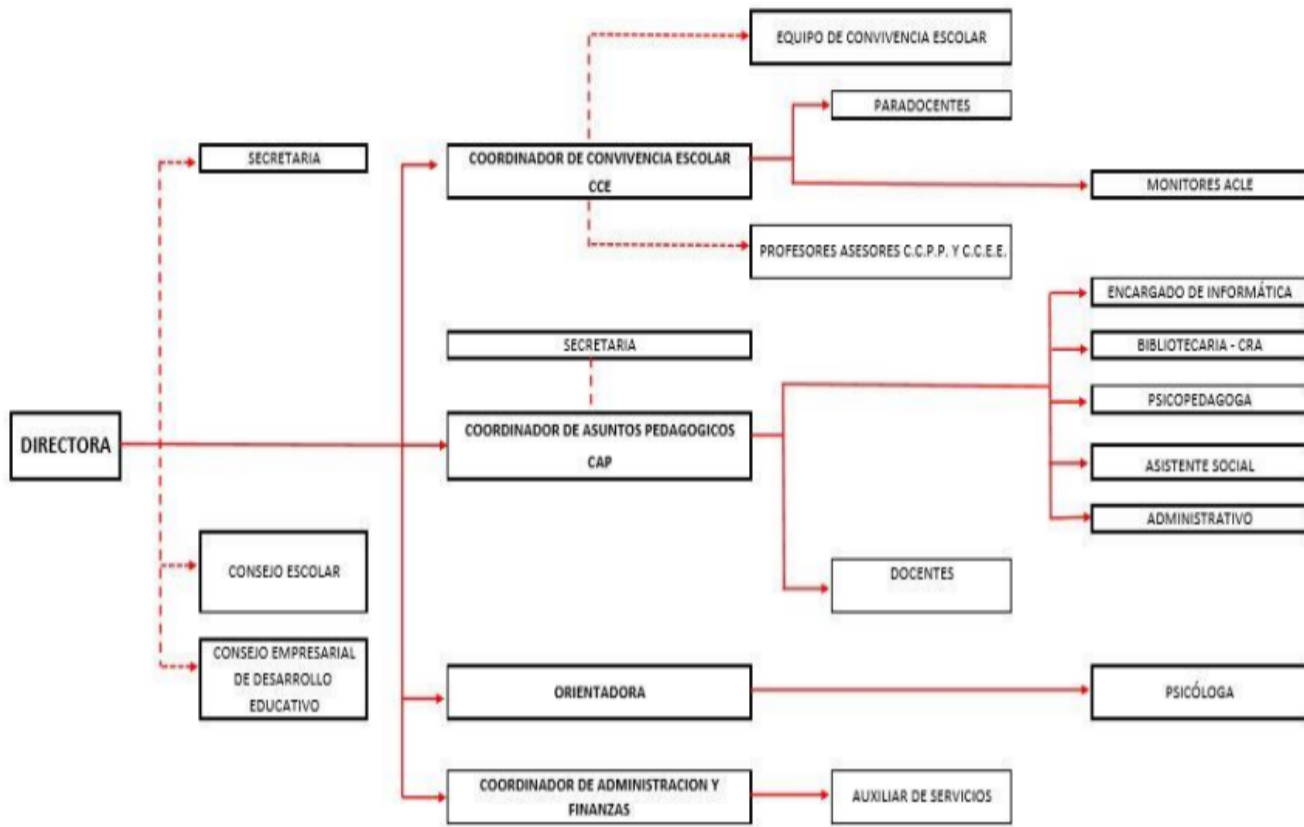 EQUIPO DE CONVIVENCIA ESCOLAR
PARADOCENTES
SECRETARIA
COORDINADOR DE CONVIVENCIA ESCOLAR
CCE
MONITORES ACLE
PROFESORES ASESORES C.C.P.P. Y C.C.E.E.
ENCARGADO DE INFORMÁTICA
SECRETARIA
BIBLIOTECARIA - CRA
PSICOPEDAGOGA
DIRECTORA
COORDINADOR DE ASUNTOS PEDAGOGICOS
CAP
ASISTENTE SOCIAL
ADMINISTRATIVO
CONSEJO ESCOLAR
DOCENTES
CONSEJO EMPRESARIAL
DE DESARROLLO
EDUCATIVO
ORIENTADORA
PSICÓLOGA
COORDINADOR DE ADMINISTRACION Y
FINANZAS
AUXILIAR DE SERVICIOS